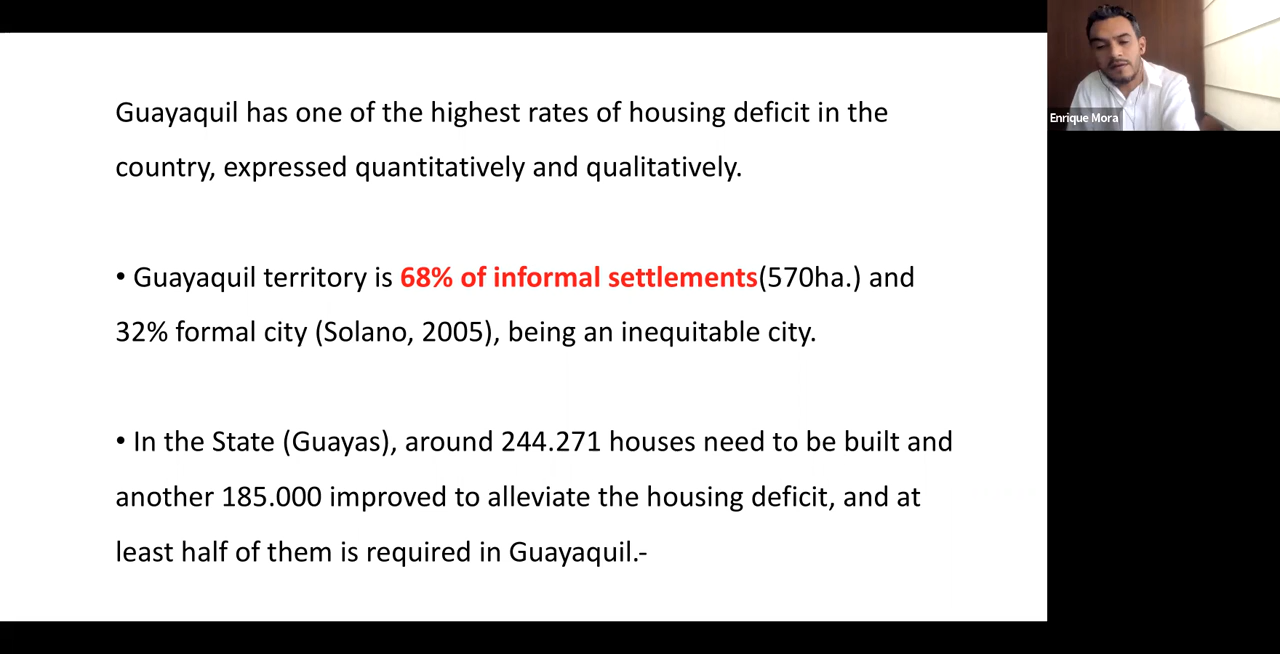 Guayaquil has one of the highest rates of housing deficit in the
country, expressed quantitatively and qualitatively.
• Guayaquil territory is 68% of informal settlements(570ha.) and
32% formal city (Solano, 2005), being an inequitable city.
• In the State (Guayas), around 244.271 houses need to be built and
another 185.000 improved to alleviate the housing deficit, and at
least half of them is required in Guayaquil.-
Enrique Mora